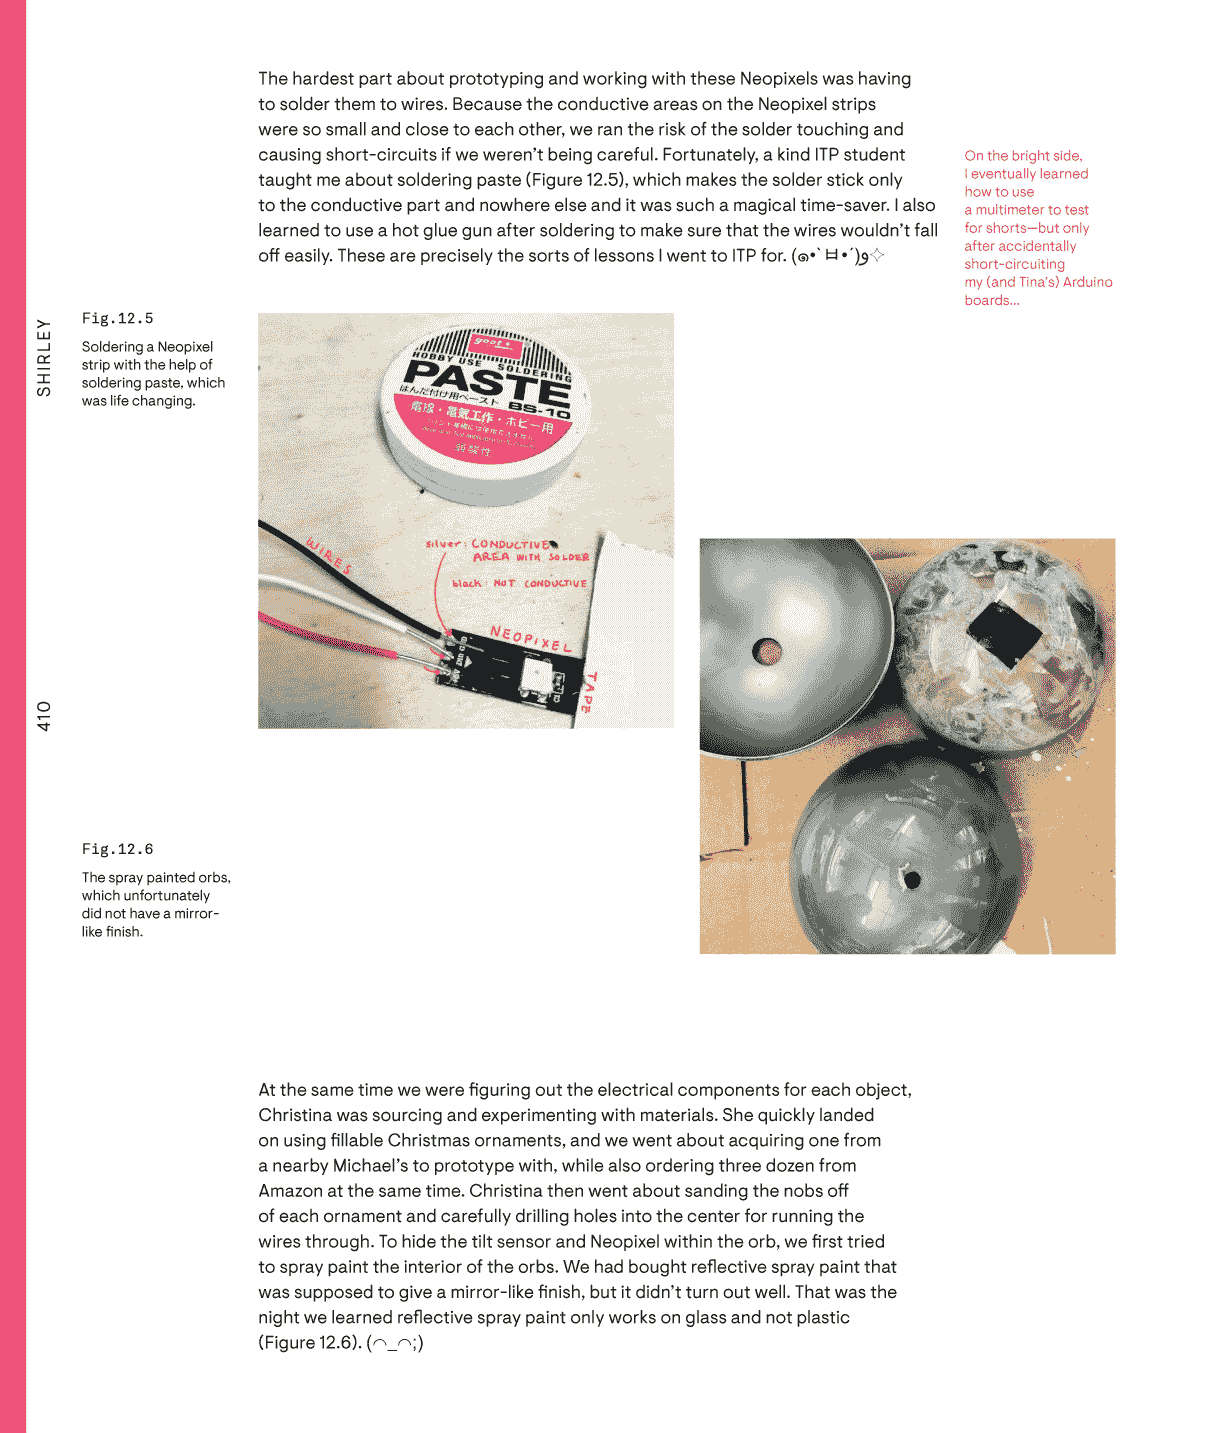 The hardest part about prototyping and working with these Neopixels was having
to solder them to wires. Because the conductive areas on the Neopixel strips
were so small and close to each other, we ran the risk of the solder touching and
causing short-circuits if we weren’t being careful. Fortunately, a kind ITP student
taught me about soldering paste (Figure 12.5), which makes the solder stick only
to the conductive part and nowhere else and it was such a magical time-saver. I also
learned to use a hot glue gun after soldering to make sure that the wires wouldn’t fall
off easily. These are precisely the sorts of lessons I went to ITP for. (๑•̀ㅂ•́)و✧
On the bright side,
I eventually learned
how to use
a multimeter to test
for shorts—but only
after accidentally
short-circuiting
my (and Tina’s) Arduino
boards...
SHIRLEY
410
Fig.12.5
Soldering a Neopixel
strip with the help of
soldering paste, which
was life changing.
goot
HOBBY USE SOLDERING
PASTE
はんだ付け用ペースト BS-10
電線・電気工作・ホビー用
弱酸性
WIRES
silver: CONDUCTIVE
AREA WITH SOLDER
black: NOT CONDUCTIVE
NEOPIXEL
TAPE
Fig.12.6
The spray painted orbs,
which unfortunately
did not have a mirror-
like finish.
At the same time we were figuring out the electrical components for each object,
Christina was sourcing and experimenting with materials. She quickly landed
on using fillable Christmas ornaments, and we went about acquiring one from
a nearby Michael’s to prototype with, while also ordering three dozen from
Amazon at the same time. Christina then went about sanding the nobs off
of each ornament and carefully drilling holes into the center for running the
wires through. To hide the tilt sensor and Neopixel within the orb, we first tried
to spray paint the interior of the orbs. We had bought reflective spray paint that
was supposed to give a mirror-like finish, but it didn’t turn out well. That was the
night we learned reflective spray paint only works on glass and not plastic
(Figure 12.6). (⌒_⌒;)